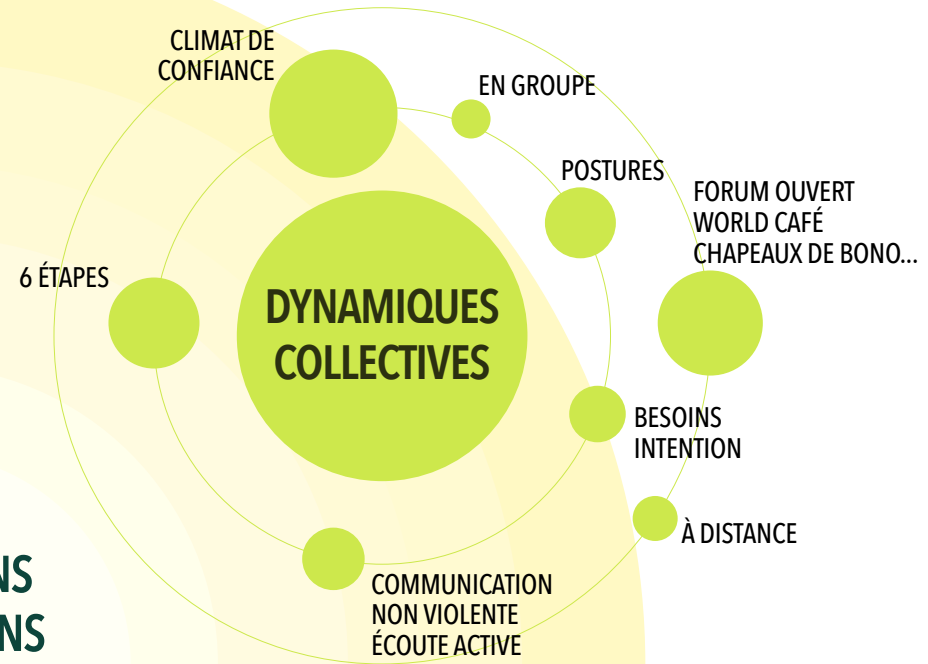 CLIMAT DE
CONFIANCE
EN GROUPE
POSTURES
FORUM OUVERT
WORLD CAFÉ
CHAPEAUX DE BONO...
6 ÉTAPES
DYNAMIQUES
COLLECTIVES
BESOINS
INTENTION
À DISTANCE
COMMUNICATION
NON VIOLENTE
ÉCOUTE ACTIVE